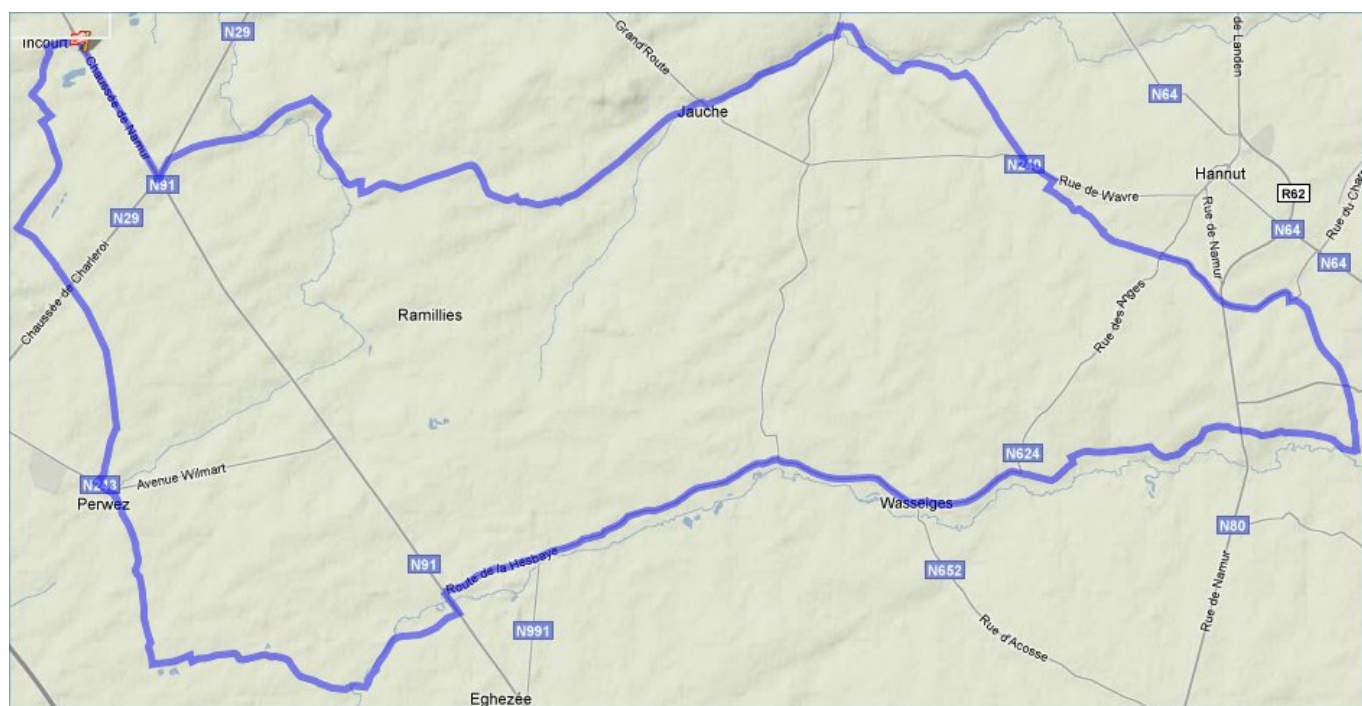 Incourt
Chaussée de Namur
N29
Grand'Route
de Landen
N64
Jauche
N240
Rue de Wavre
Hannut
R62
N91
N29
Chaussée de Charleroi
Rue de Namur
N64
N64
Ramillies
Rue des Anges
N243
Avenue Wilmart
Perwez
N624
Wasseiges
N80
N91
Route de la Hesbaye
N652
Rue de Namur
N991
Rue d'Acosse
Eghezée